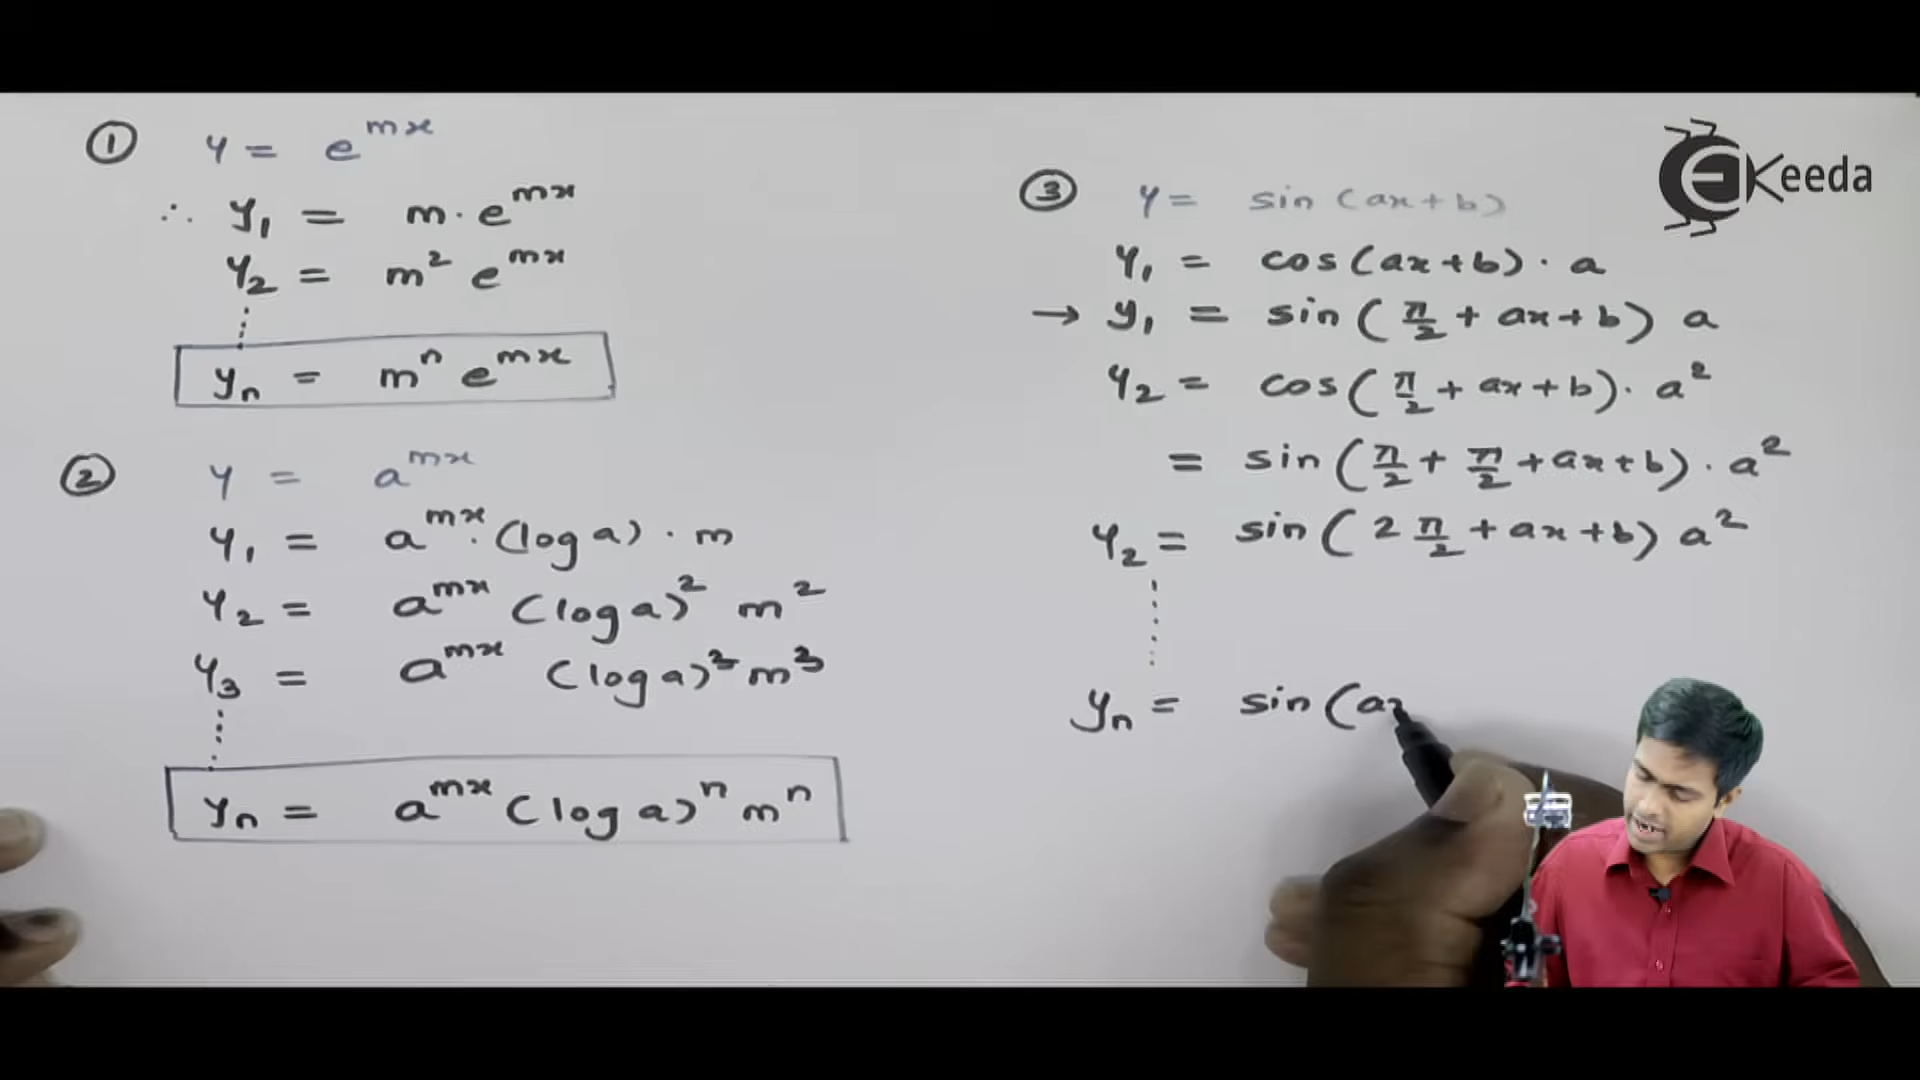 ① y = e^{mx}
∴ y₁ = m · e^{mx}
y₂ = m² e^{mx}
yₙ = mⁿ e^{mx}
② y = a^{mx}
y₁ = a^{mx} · (log a) · m
y₂ = a^{mx} (log a)² m²
y₃ = a^{mx} (log a)³ m³
yₙ = a^{mx} (log a)ⁿ mⁿ
Ekeeda
③ y = sin (ax + b)
y₁ = cos (ax + b) · a
→ y₁ = sin (π/2 + ax + b) a
y₂ = cos (π/2 + ax + b) · a²
= sin (π/2 + π/2 + ax + b) · a²
y₂ = sin (2 π/2 + ax + b) a²
yₙ = sin (ax